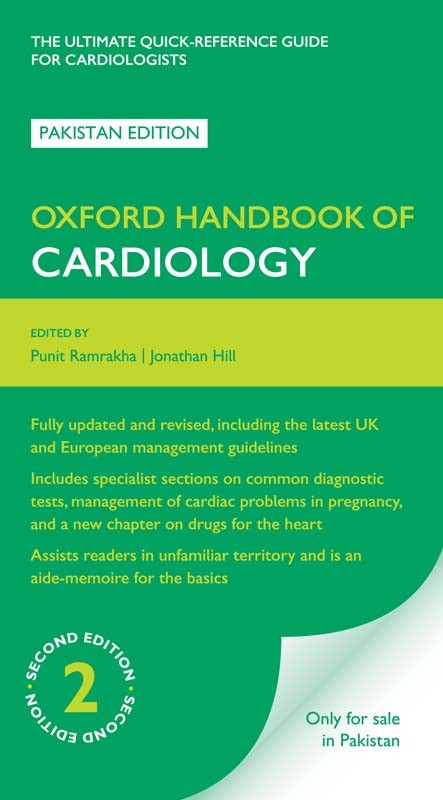 THE ULTIMATE QUICK-REFERENCE GUIDE
FOR CARDIOLOGISTS
PAKISTAN EDITION
OXFORD HANDBOOK OF
CARDIOLOGY
EDITED BY
Punit Ramrakha | Jonathan Hill
Fully updated and revised, including the latest UK
and European management guidelines
Includes specialist sections on common diagnostic
tests, management of cardiac problems in pregnancy,
and a new chapter on drugs for the heart
Assists readers in unfamiliar territory and is an
aide-memoire for the basics
SECOND EDITION • SECOND EDITION •
2
Only for sale
in Pakistan